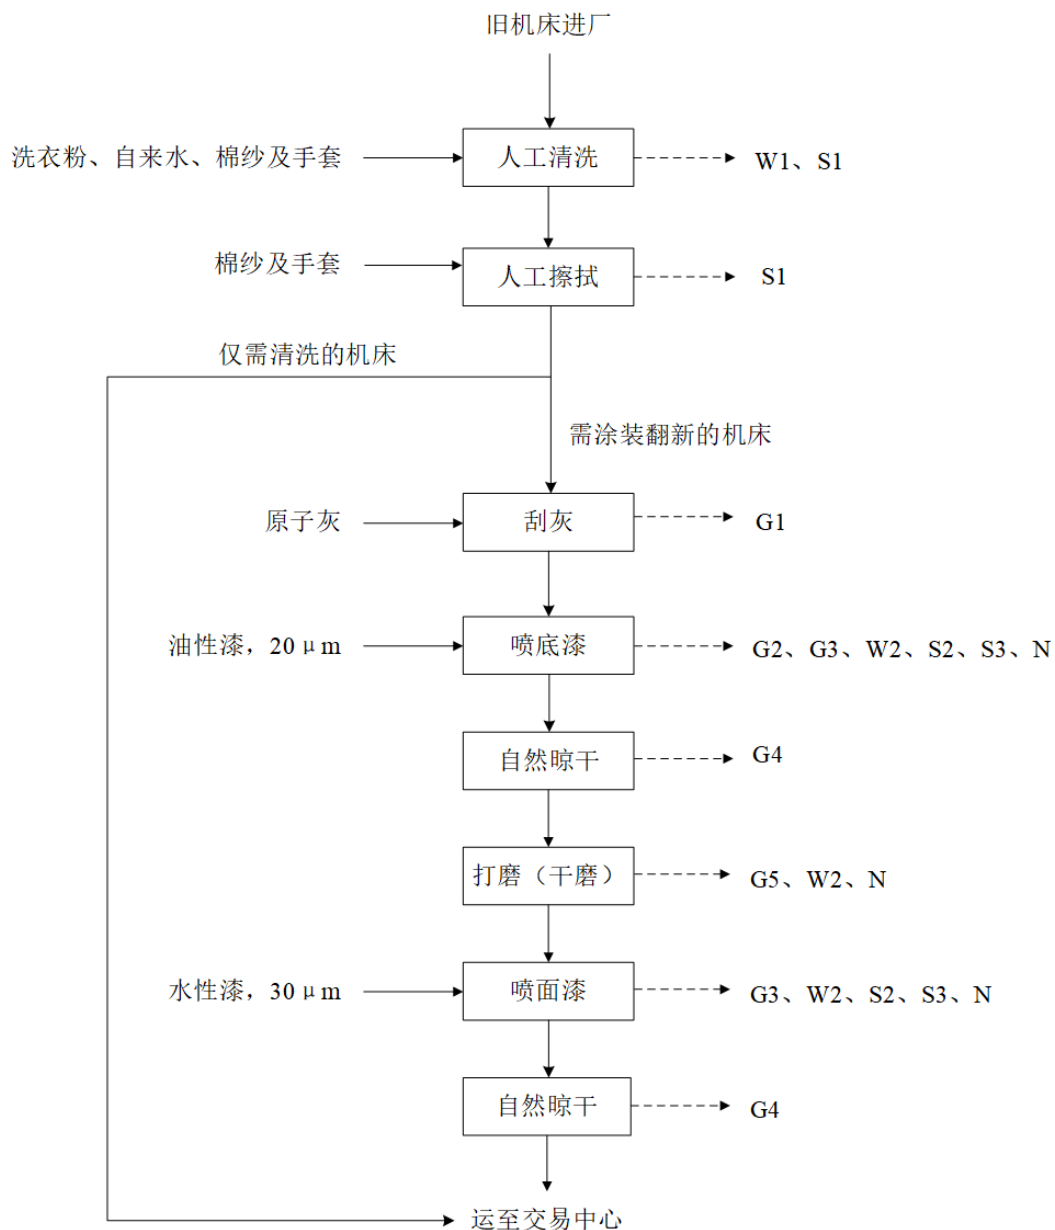 旧机床进厂
洗衣粉、自来水、棉纱及手套
人工清洗
W1、S1
棉纱及手套
人工擦拭
S1
仅需清洗的机床
需涂装翻新的机床
原子灰
刮灰
G1
油性漆，20μm
喷底漆
G2、G3、W2、S2、S3、N
自然晾干
G4
打磨（干磨）
G5、W2、N
水性漆，30μm
喷面漆
G3、W2、S2、S3、N
自然晾干
G4
运至交易中心